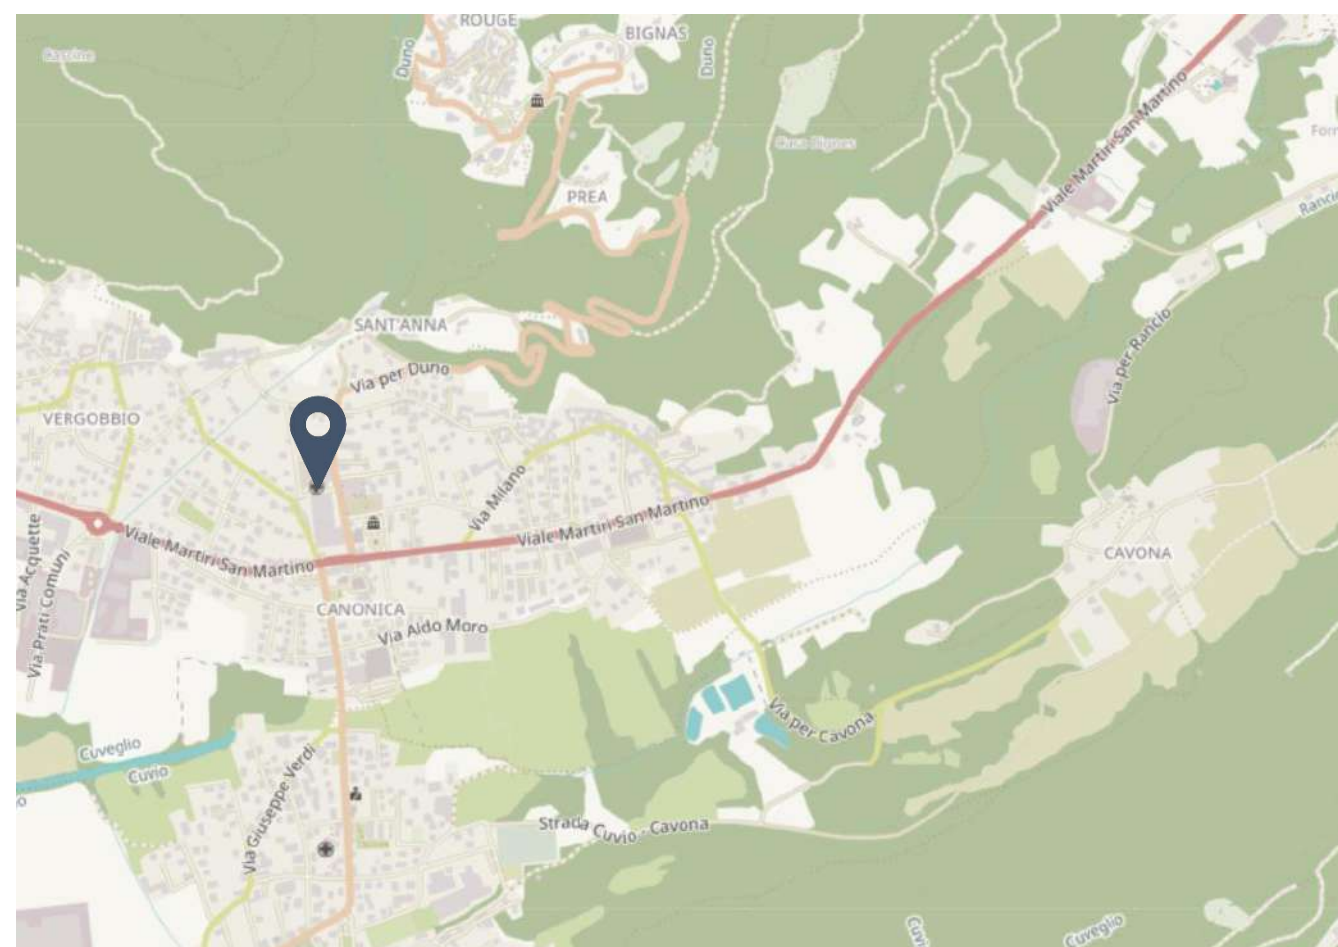 ROUGE
BIGNAS
Cassine
Duno
Duno
Casa Bignes
Viale Martiri San Martino
PREA
SANT'ANNA
Via per Duno
Via per Rancio
VERGOBBIO
Via Milano
Viale Martiri San Martino
Viale Martiri San Martino
Via Acquette
Via Prati Comuni
CAVONA
CANONICA
Via Aldo Moro
Via per Cavona
Cuveglio
Cuvio
Via Giuseppe Verdi
Strada Cuvio - Cavona
Cuveglio